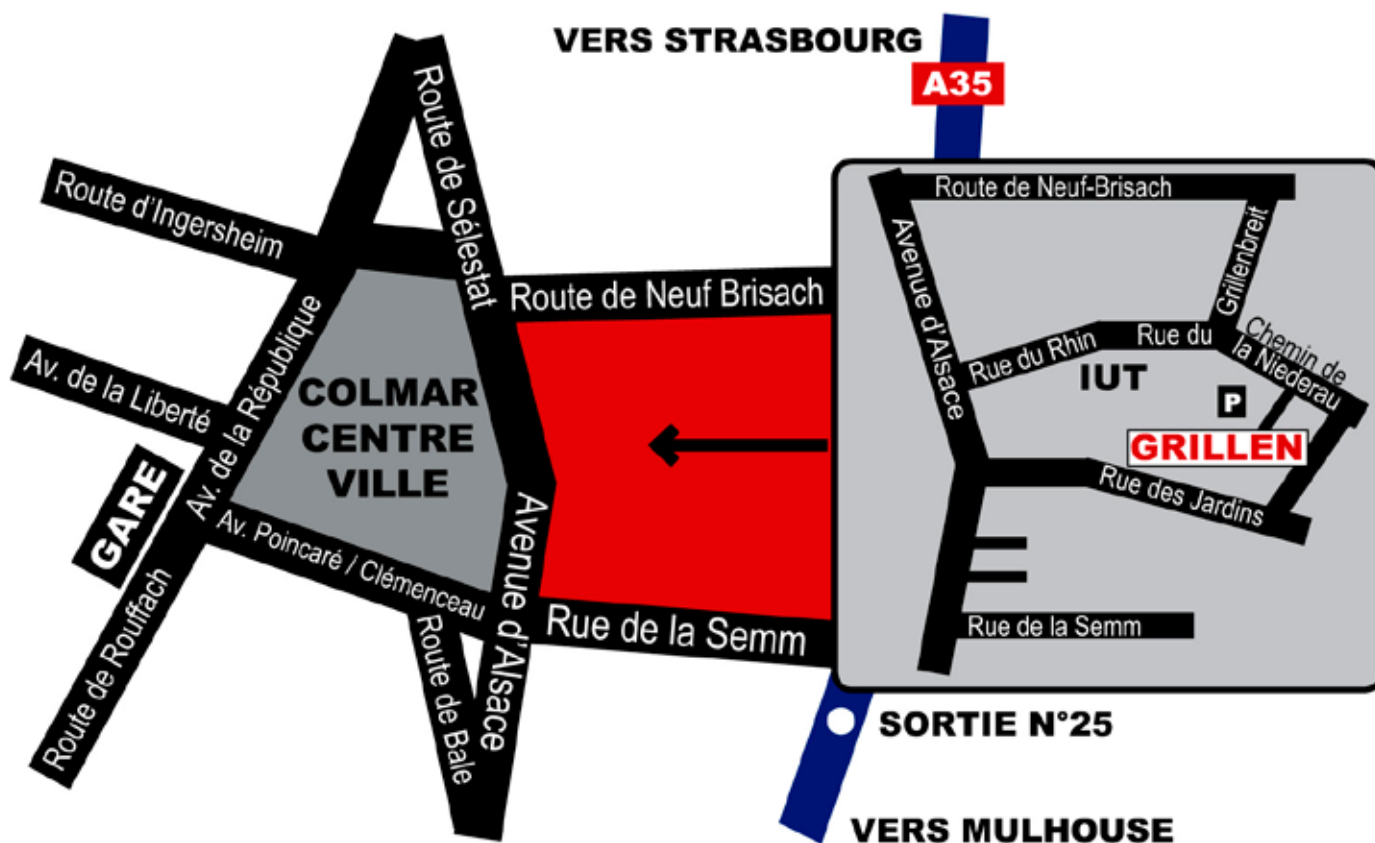 VERS STRASBOURG
A35
Route de Sélestat
Route d'Ingersheim
Route de Neuf Brisach
Av. de la République
Av. de la Liberté
COLMAR
CENTRE
VILLE
GARE
Av. Poincaré / Clémenceau
Route de Rouffach
Route de Bale
Avenue d'Alsace
Rue de la Semm
Route de Neuf-Brisach
Avenue d'Alsace
Grillenbreit
Rue du Rhin
Rue du
Chemin de
la Niederau
IUT
P
GRILLEN
Rue des Jardins
Rue de la Semm
SORTIE N°25
VERS MULHOUSE